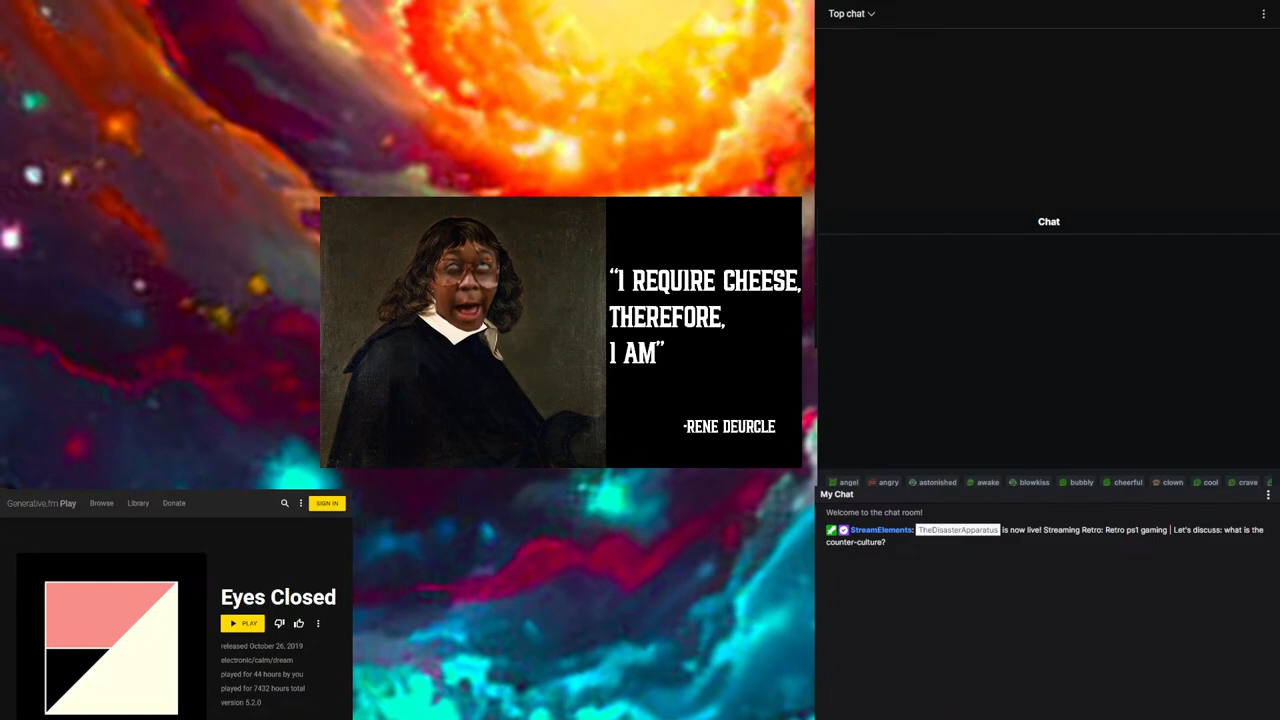 Top chat
"I REQUIRE CHEESE,
THEREFORE,
I AM"
-RENE DEURCLE
Chat
angel angry astonished awake blowkiss bubbly cheerful clown cool crave
My Chat
Welcome to the chat room!
StreamElements: TheDisasterApparatus is now live! Streaming Retro: Retro ps1 gaming | Let's discuss: what is the
counter-culture?
Generative.fm Play Browse Library Donate SIGN IN
Eyes Closed
PLAY
released October 26, 2019
electronic/calm/dream
played for 44 hours by you
played for 7432 hours total
version 5.2.0